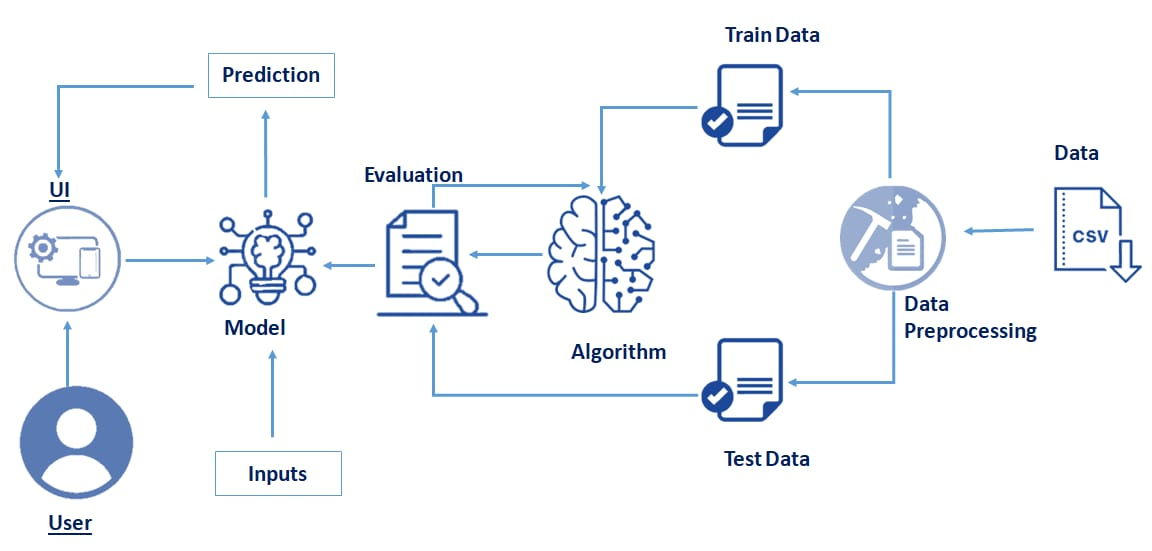 Train Data
Prediction
Data
Evaluation
UI
CSV
Data
Preprocessing
Model
Algorithm
Test Data
Inputs
User